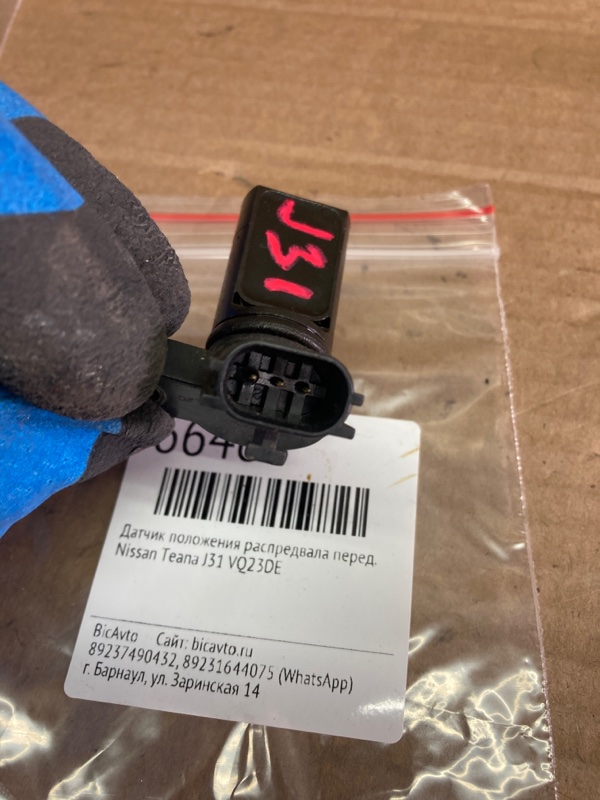 J31
Датчик положения распредвала перед.
Nissan Teana J31 VQ23DE
BicAvto Сайт: bicavto.ru
89237490432, 89231644075 (WhatsApp)
г. Барнаул, ул. Заринская 14